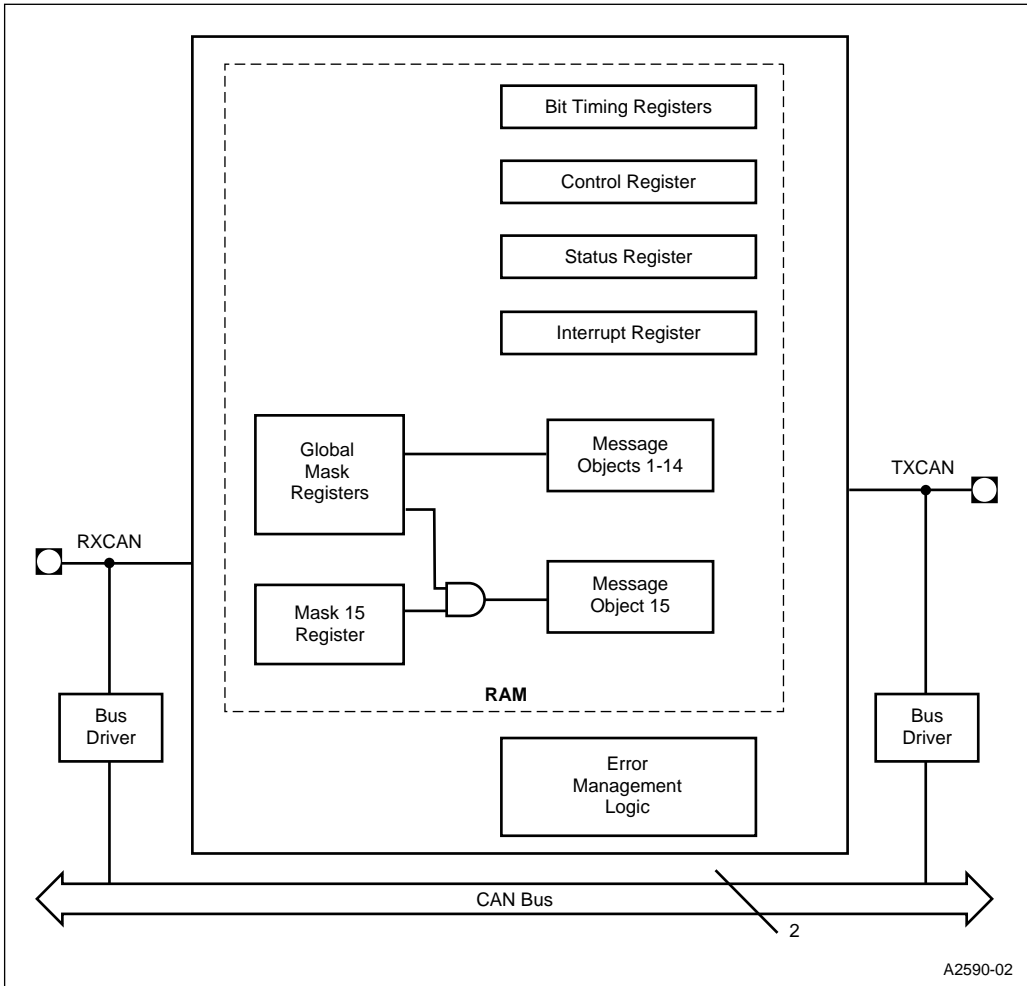 Bit Timing Registers
Control Register
Status Register
Interrupt Register
Global
Mask
Registers
Message
Objects 1-14
TXCAN
RXCAN
Mask 15
Register
Message
Object 15
RAM
Bus
Driver
Bus
Driver
Error
Management
Logic
CAN Bus
2
A2590-02